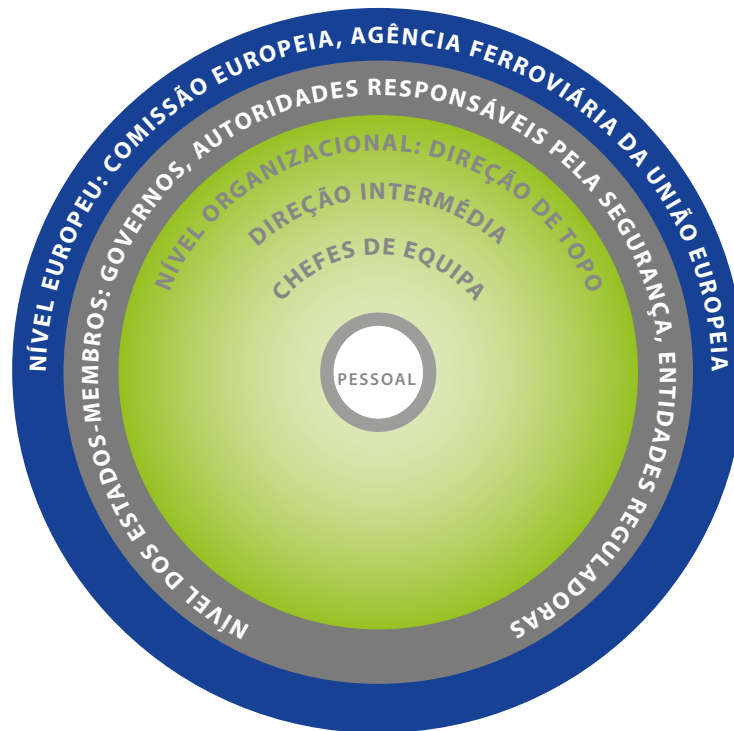 NÍVEL EUROPEU: COMISSÃO EUROPEIA, AGÊNCIA FERROVIÁRIA DA UNIÃO EUROPEIA
NÍVEL DOS ESTADOS-MEMBROS: GOVERNOS, AUTORIDADES RESPONSÁVEIS PELA SEGURANÇA, ENTIDADES REGULADORAS
NÍVEL ORGANIZACIONAL: DIREÇÃO DE TOPO
DIREÇÃO INTERMÉDIA
CHEFES DE EQUIPA
PESSOAL